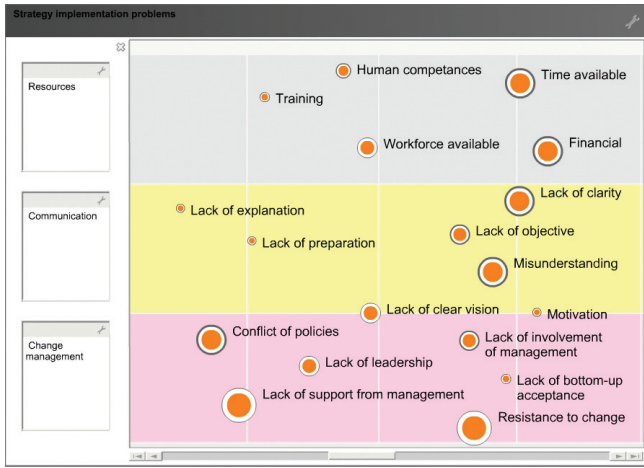 Strategy implementation problems
Resources
Human competances
Time available
Training
Workforce available
Financial
Communication
Lack of clarity
Lack of explanation
Lack of objective
Lack of preparation
Misunderstanding
Lack of clear vision
Motivation
Change
management
Conflict of policies
Lack of involvement
of management
Lack of leadership
Lack of bottom-up
acceptance
Lack of support from management
Resistance to change